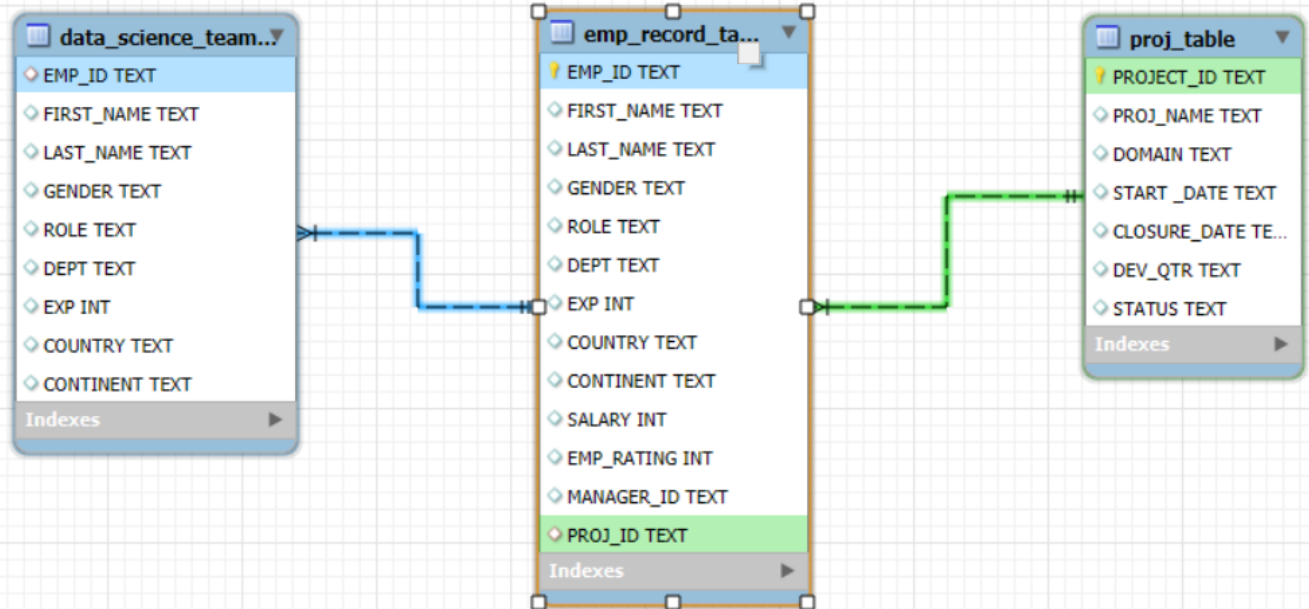 data_science_team...
EMP_ID TEXT
FIRST_NAME TEXT
LAST_NAME TEXT
GENDER TEXT
ROLE TEXT
DEPT TEXT
EXP INT
COUNTRY TEXT
CONTINENT TEXT
Indexes
emp_record_ta...
EMP_ID TEXT
FIRST_NAME TEXT
LAST_NAME TEXT
GENDER TEXT
ROLE TEXT
DEPT TEXT
EXP INT
COUNTRY TEXT
CONTINENT TEXT
SALARY INT
EMP_RATING INT
MANAGER_ID TEXT
PROJ_ID TEXT
Indexes
proj_table
PROJECT_ID TEXT
PROJ_NAME TEXT
DOMAIN TEXT
START _DATE TEXT
CLOSURE_DATE TE...
DEV_QTR TEXT
STATUS TEXT
Indexes